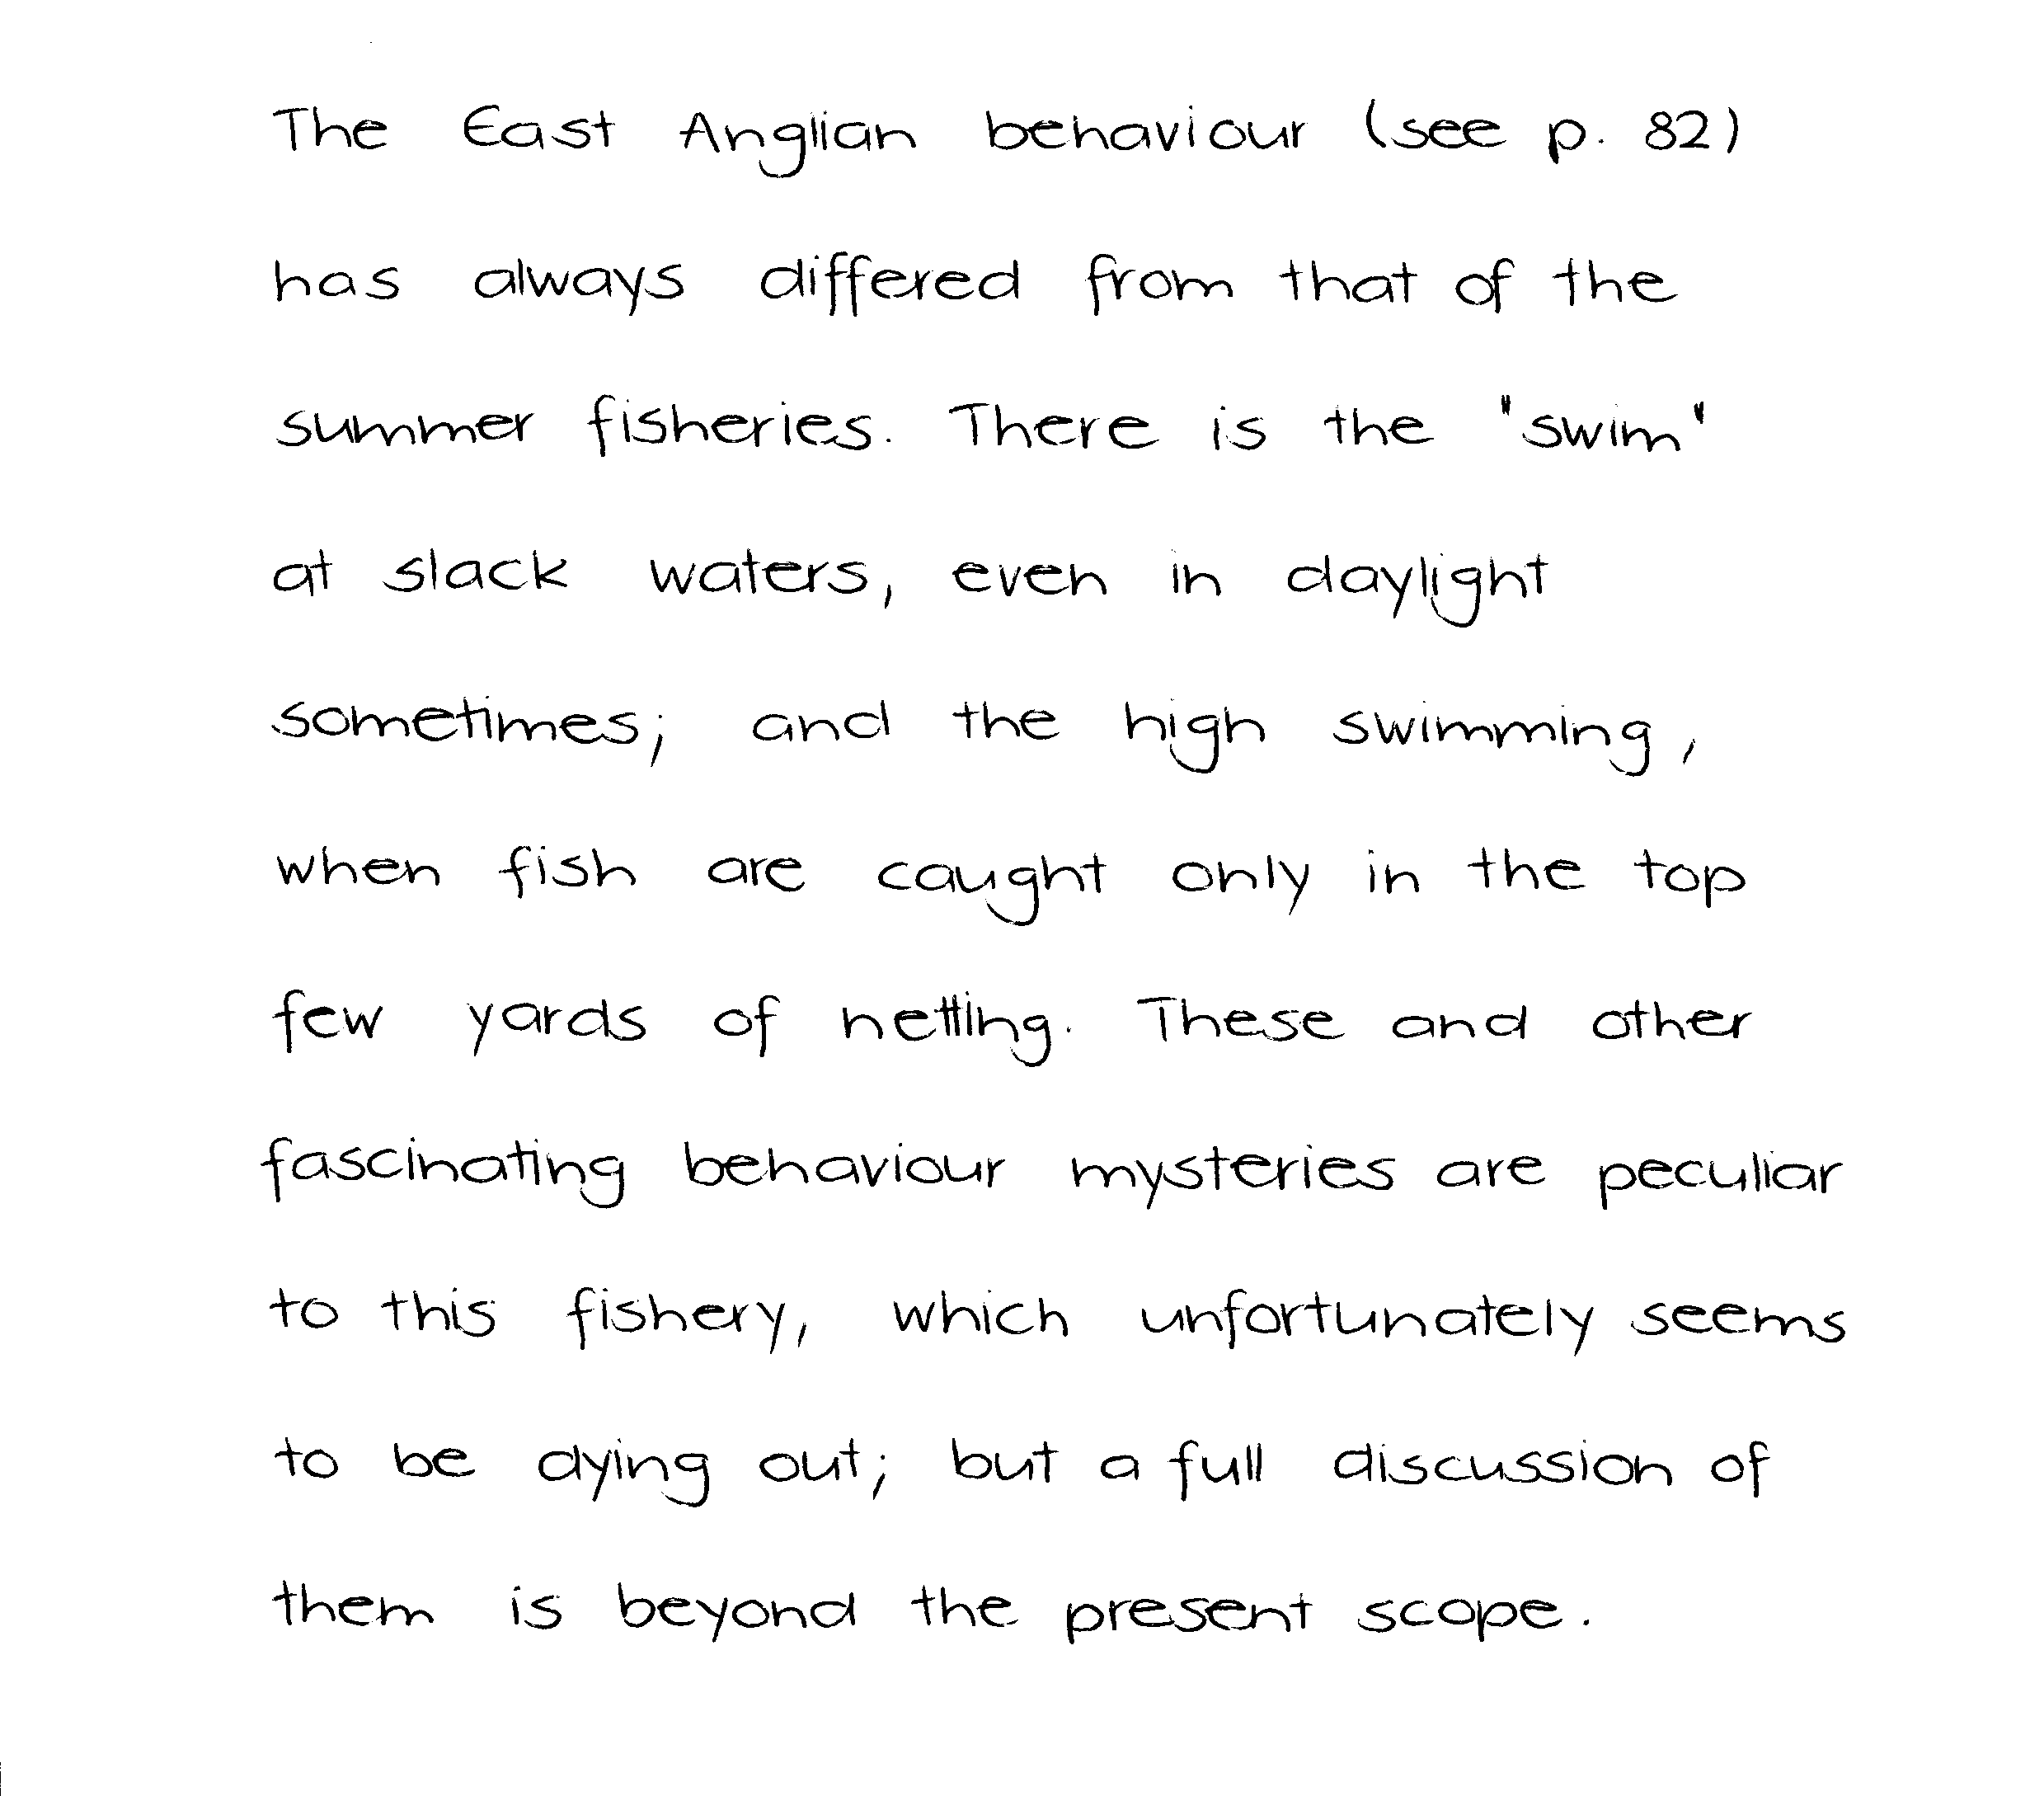 The East Anglian behaviour (see p. 82)
has always differed from that of the
summer fisheries. There is the "swim"
at slack waters, even in daylight
sometimes; and the high swimming,
when fish are caught only in the top
few yards of netting. These and other
fascinating behaviour mysteries are peculiar
to this fishery, which unfortunately seems
to be dying out; but a full discussion of
them is beyond the present scope.